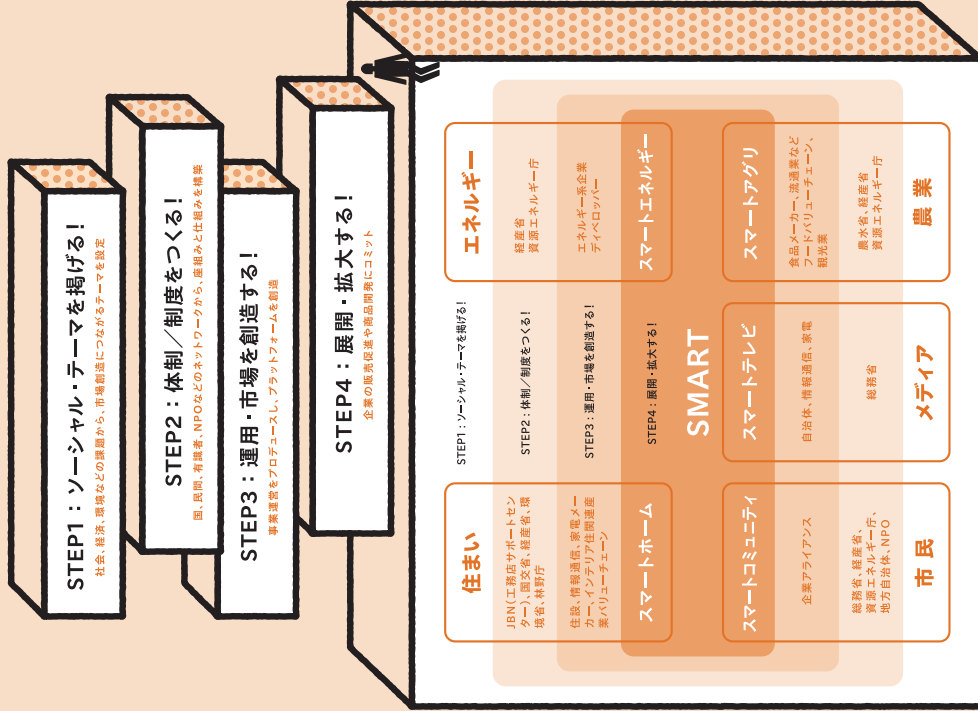 STEP1：ソーシャル・テーマを掲げる！
社会、経済、環境などの課題から、市場創造につながるテーマを設定
STEP2：体制／制度をつくる！
国、民間、有識者、NPOなどのネットワークから、座組みと仕組みを構築
STEP3：運用・市場を創造する！
事業運営をプロデュースし、プラットフォームを創造
STEP4：展開・拡大する！
企業の販売促進や商品開発にコミット
住まい
JBN（工務店サポートセン
ター）、国交省、経産省、環
境省、林野庁
住設、情報通信、家電メー
カー、インテリア住関連産
業バリューチェーン
スマートホーム
STEP1：ソーシャル・テーマを掲げる！
STEP2：体制／制度をつくる！
STEP3：運用・市場を創造する！
STEP4：展開・拡大する！
エネルギー
経産省
資源エネルギー庁
エネルギー系企業
ディベロッパー
スマートエネルギー
SMART
スマートコミュニティ
企業アライアンス
総務省、経産省、
資源エネルギー庁、
地方自治体、NPO
市民
スマートテレビ
自治体、情報通信、家電
総務省
メディア
スマートアグリ
食品メーカー、流通業など
フードバリューチェーン、
観光業
農水省、経産省
資源エネルギー庁
農業